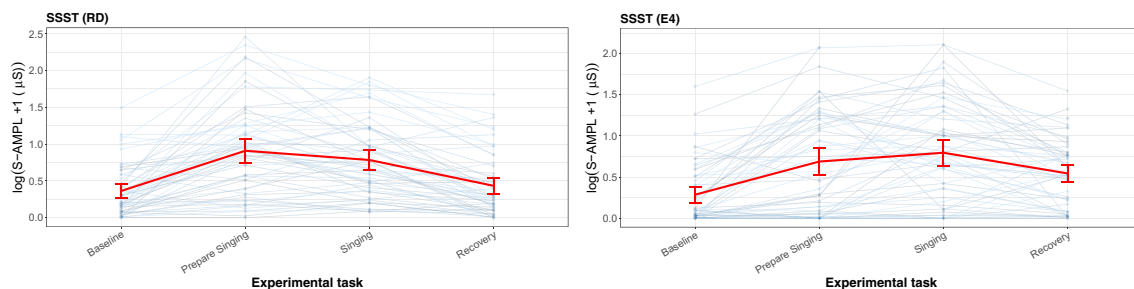 SSST (RD)
log(S−AMPL +1 ( μS))
2.5
2.0
1.5
1.0
0.5
0.0
Baseline
Prepare Singing
Singing
Recovery
Experimental task
SSST (E4)
log(S−AMPL +1 ( μS))
2.0
1.5
1.0
0.5
0.0
Baseline
Prepare Singing
Singing
Recovery
Experimental task